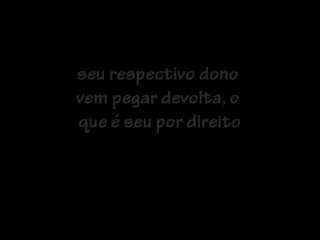 seu respectivo dono
vem pegar devolta, o
que é seu por direito